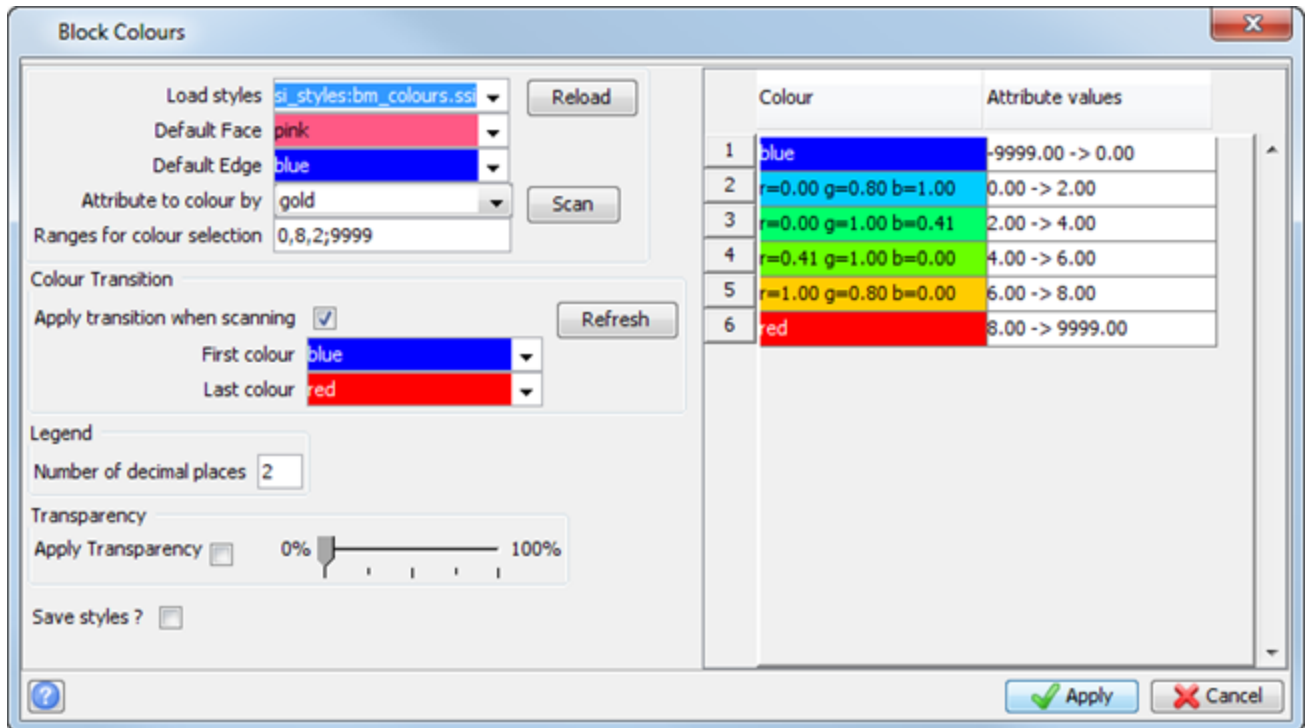 Block Colours
Load styles si_styles:bm_colours.ssi Reload
Default Face pink
Default Edge blue
Attribute to colour by gold Scan
Ranges for colour selection 0,8,2;9999
Colour Transition
Apply transition when scanning Refresh
First colour blue
Last colour red
Legend
Number of decimal places 2
Transparency
Apply Transparency 0% 100%
Save styles ?
Colour Attribute values
1 blue -9999.00 -> 0.00
2 r=0.00 g=0.80 b=1.00 0.00 -> 2.00
3 r=0.00 g=1.00 b=0.41 2.00 -> 4.00
4 r=0.41 g=1.00 b=0.00 4.00 -> 6.00
5 r=1.00 g=0.80 b=0.00 6.00 -> 8.00
6 red 8.00 -> 9999.00
? Apply Cancel